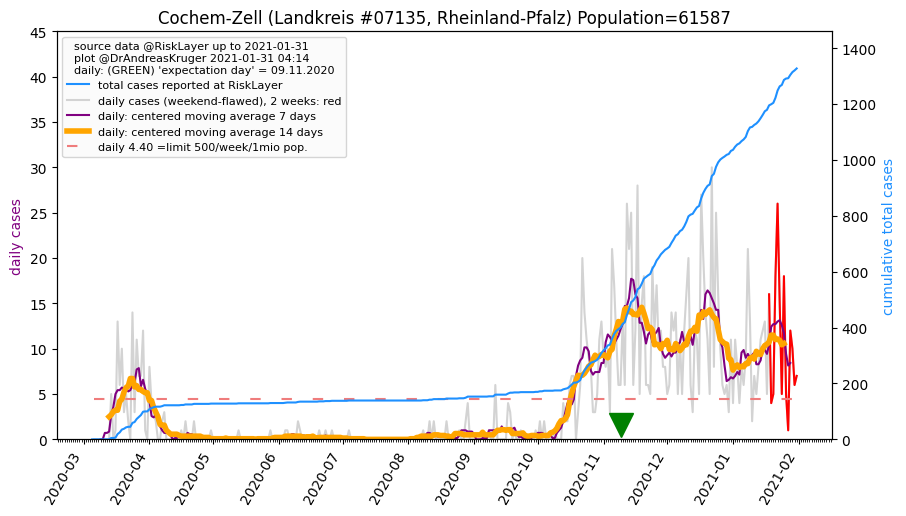 Cochem-Zell (Landkreis #07135, Rheinland-Pfalz) Population=61587
source data @RiskLayer up to 2021-01-31
plot @DrAndreasKruger 2021-01-31 04:14
daily: (GREEN) 'expectation day' = 09.11.2020
total cases reported at RiskLayer
daily cases (weekend-flawed), 2 weeks: red
daily: centered moving average 7 days
daily: centered moving average 14 days
daily 4.40 =limit 500/week/1mio pop.
daily cases
45
40
35
30
25
20
15
10
5
0
cumulative total cases
1400
1200
1000
800
600
400
200
0
2020-03
2020-04
2020-05
2020-06
2020-07
2020-08
2020-09
2020-10
2020-11
2020-12
2021-01
2021-02